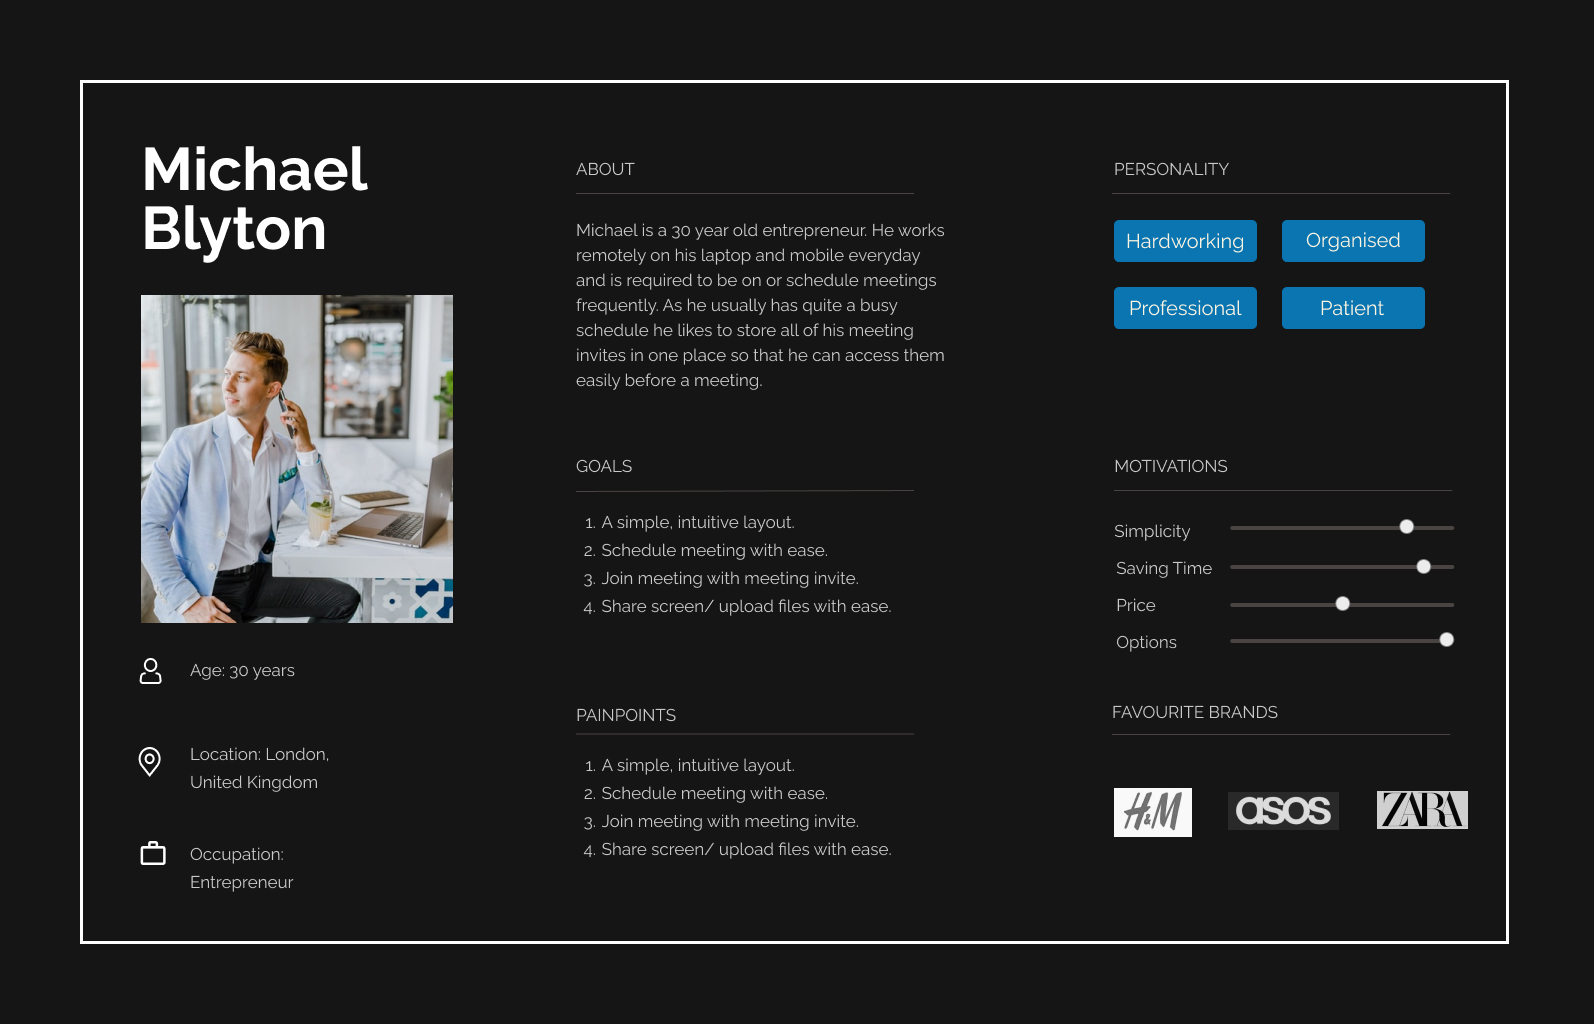 Michael
Blyton
Age: 30 years
Location: London,
United Kingdom
Occupation:
Entrepreneur
ABOUT
Michael is a 30 year old entrepreneur. He works
remotely on his laptop and mobile everyday
and is required to be on or schedule meetings
frequently. As he usually has quite a busy
schedule he likes to store all of his meeting
invites in one place so that he can access them
easily before a meeting.
GOALS
1. A simple, intuitive layout.
2. Schedule meeting with ease.
3. Join meeting with meeting invite.
4. Share screen/ upload files with ease.
PAINPOINTS
1. A simple, intuitive layout.
2. Schedule meeting with ease.
3. Join meeting with meeting invite.
4. Share screen/ upload files with ease.
PERSONALITY
Hardworking Organised
Professional Patient
MOTIVATIONS
Simplicity
Saving Time
Price
Options
FAVOURITE BRANDS
H&M asos ZARA